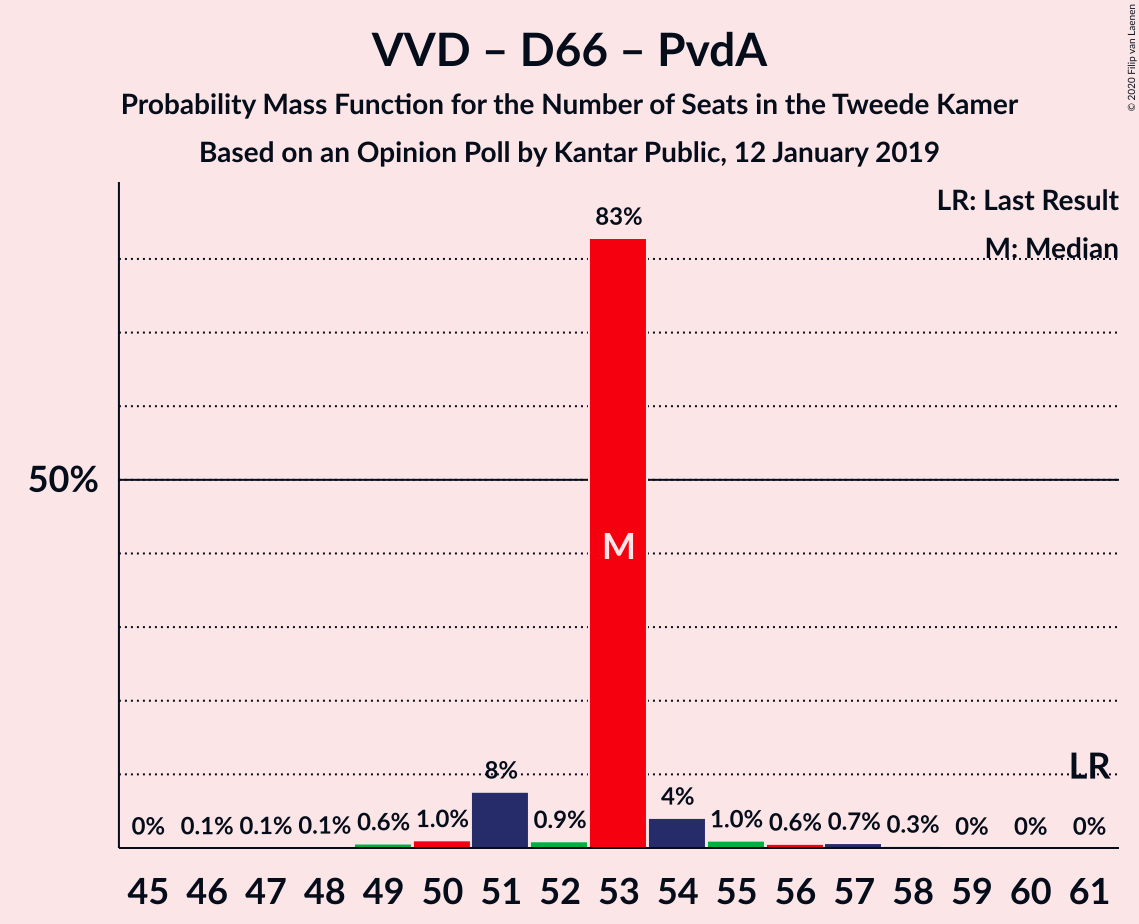 VVD – D66 – PvdA
Probability Mass Function for the Number of Seats in the Tweede Kamer
Based on an Opinion Poll by Kantar Public, 12 January 2019
© 2020 Filip van Laenen
LR: Last Result
M: Median
83%
50%
M
LR
8%
4%
0% 0.1% 0.1% 0.1% 0.6% 1.0% 0.9% 1.0% 0.6% 0.7% 0.3% 0% 0% 0%
45 46 47 48 49 50 51 52 53 54 55 56 57 58 59 60 61